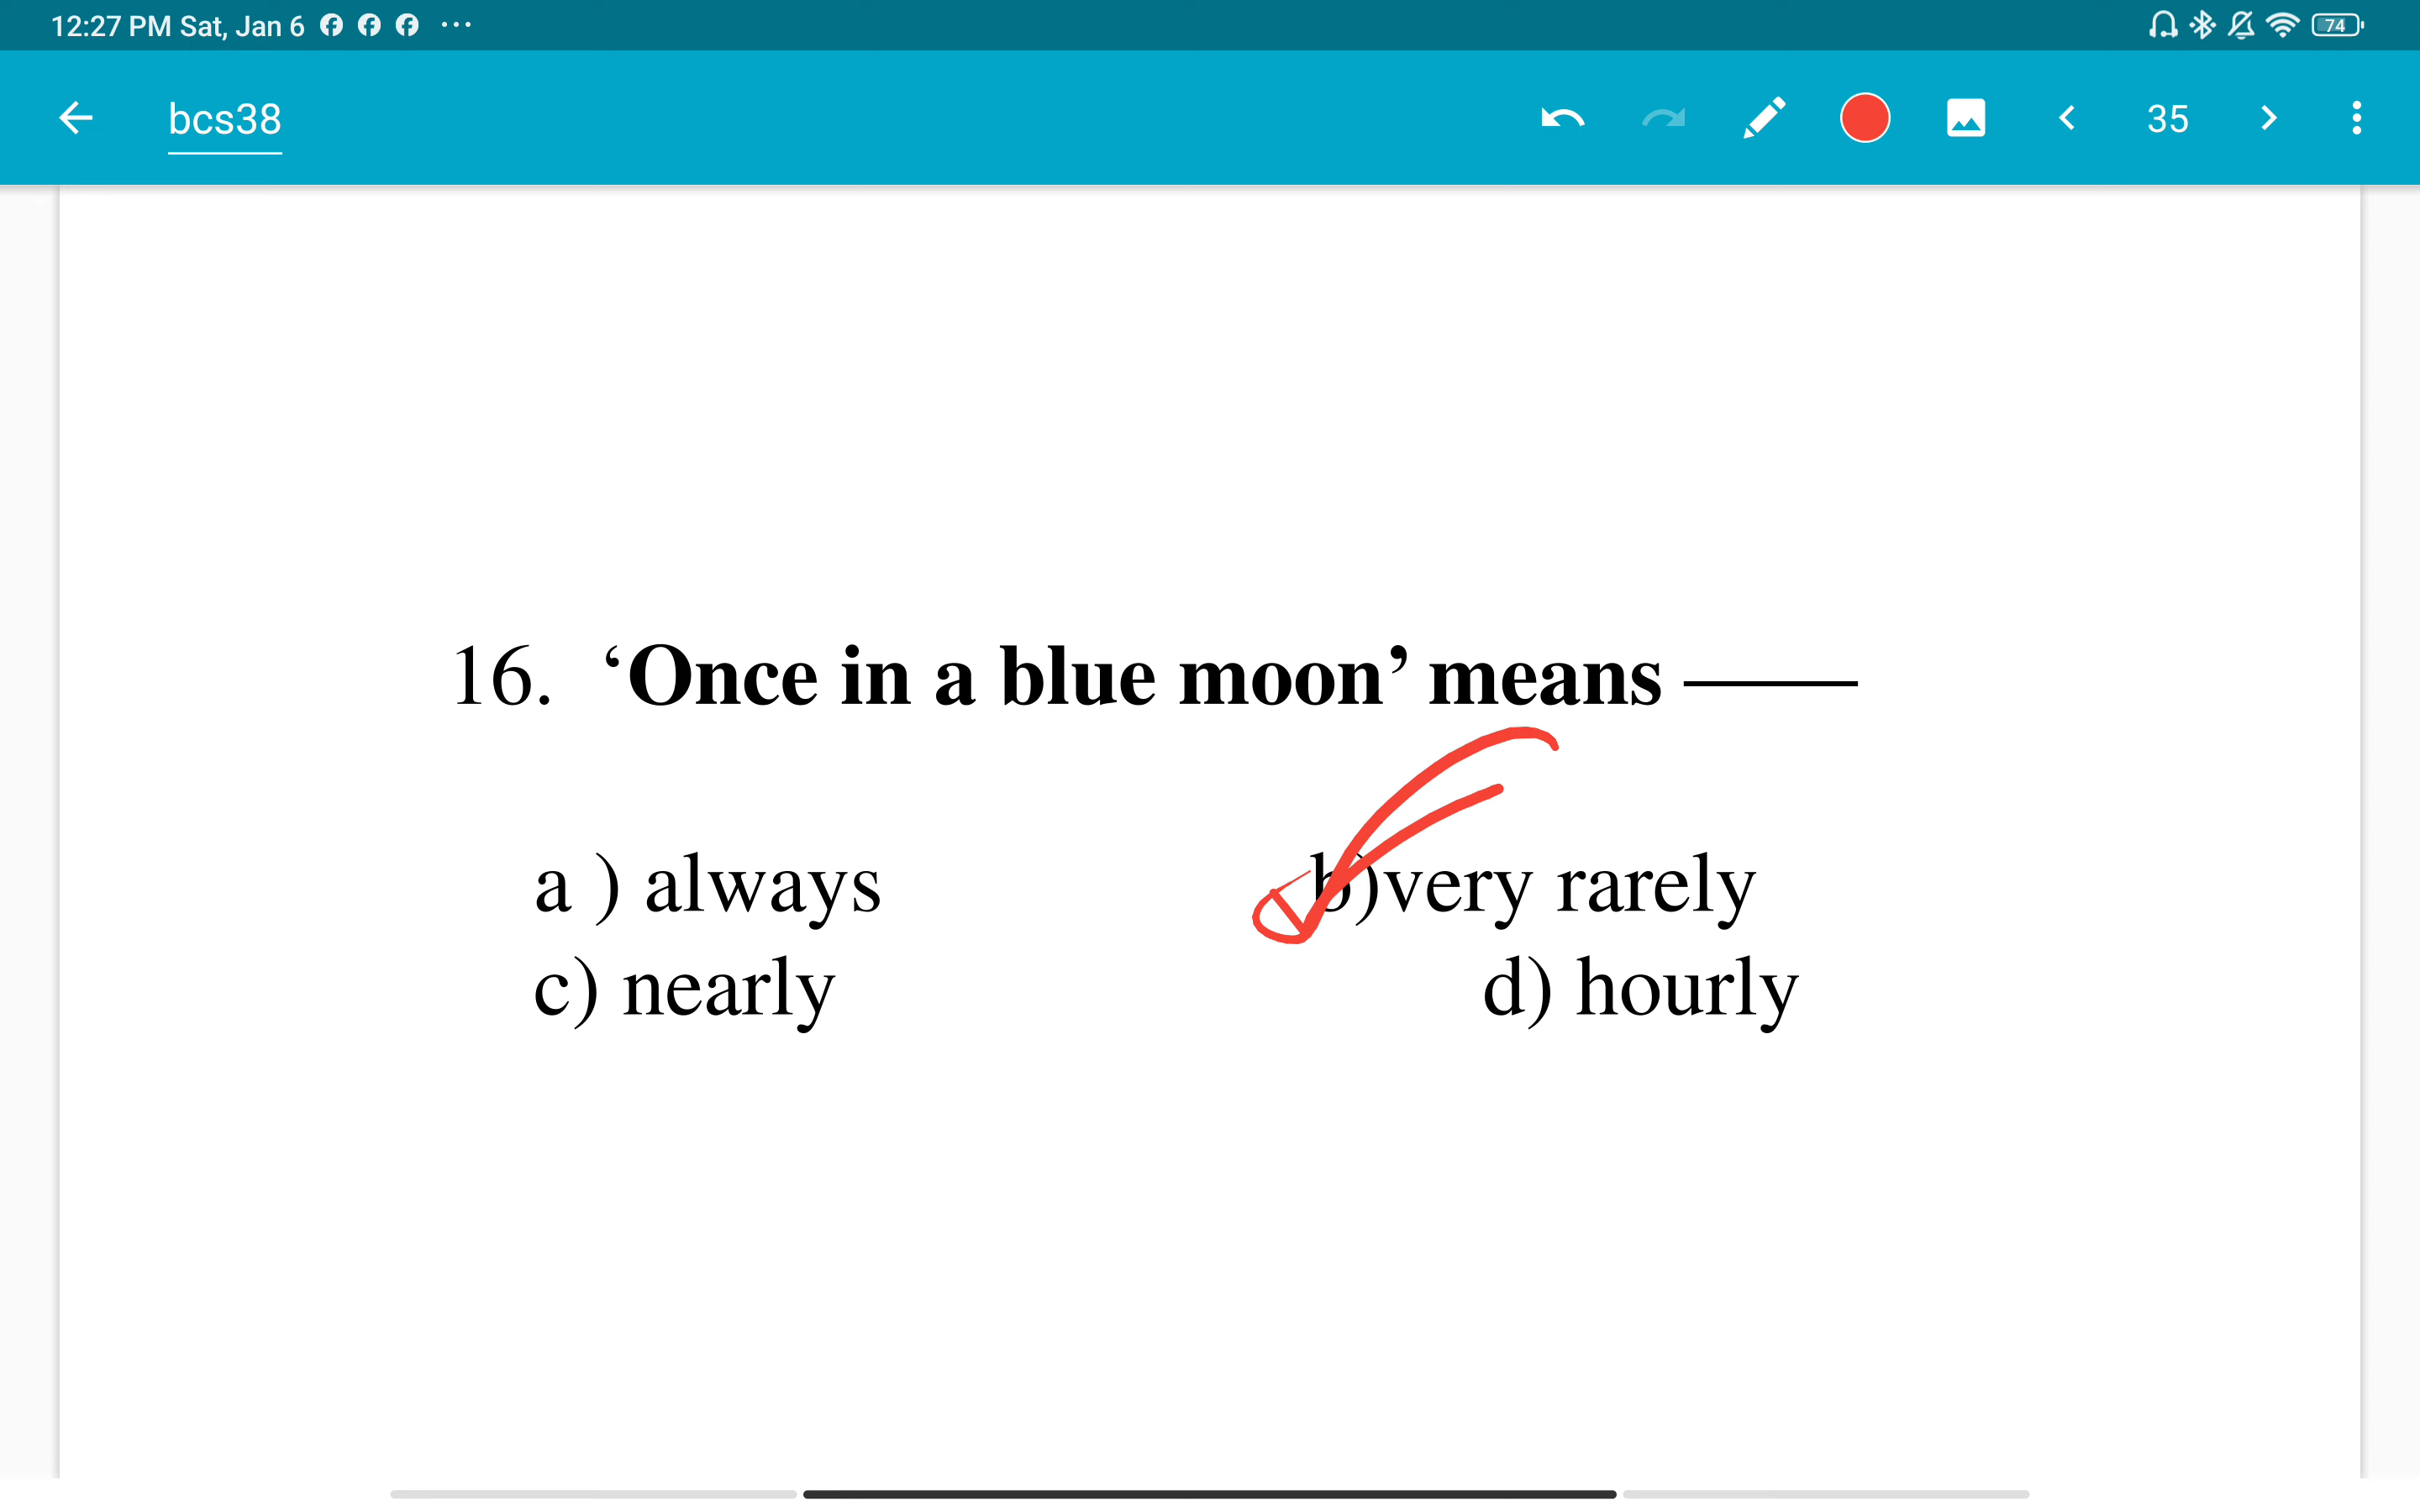 12:27 PM Sat, Jan 6 ... 74
bcs38 35
16. ‘Once in a blue moon’ means ———
a ) always b)very rarely
c) nearly d) hourly